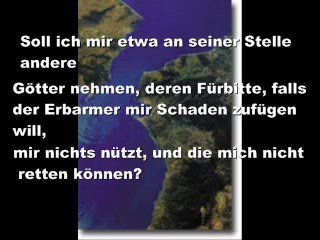 Soll ich mir etwa an seiner Stelle
andere
Götter nehmen, deren Fürbitte, falls
der Erbarmer mir Schaden zufügen
will,
mir nichts nützt, und die mich nicht
retten können?